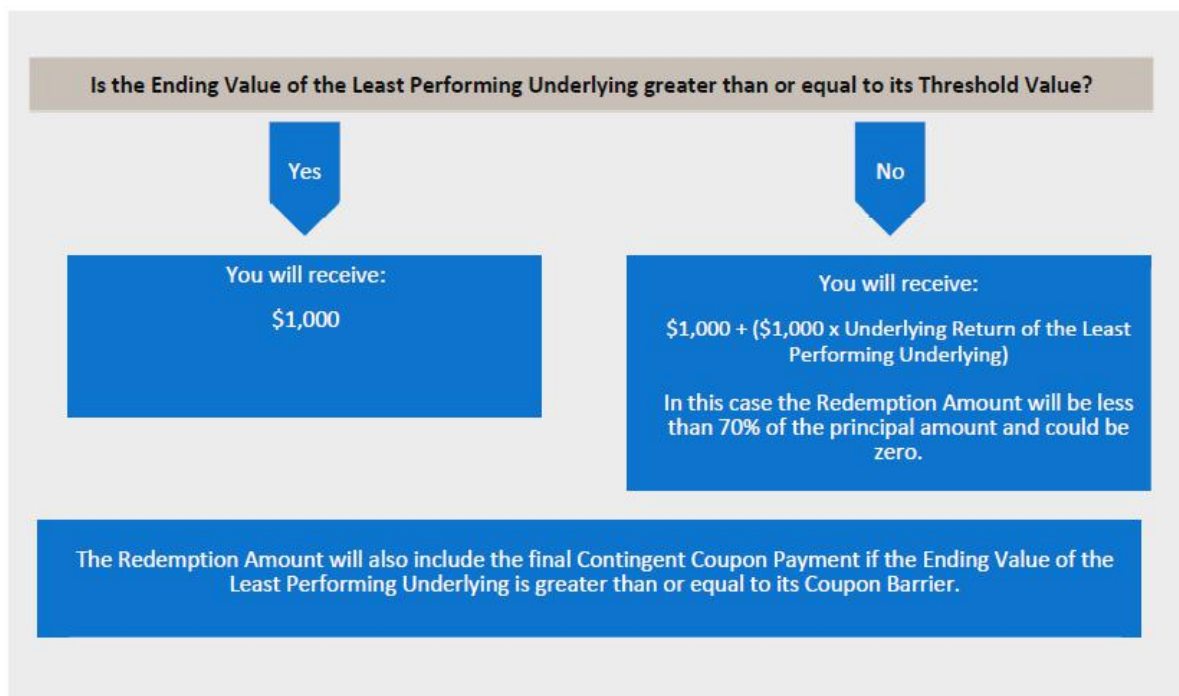 Is the Ending Value of the Least Performing Underlying greater than or equal to its Threshold Value?
Yes
No
You will receive:
$1,000
You will receive:
$1,000 + ($1,000 x Underlying Return of the Least
Performing Underlying)
In this case the Redemption Amount will be less
than 70% of the principal amount and could be
zero.
The Redemption Amount will also include the final Contingent Coupon Payment if the Ending Value of the
Least Performing Underlying is greater than or equal to its Coupon Barrier.